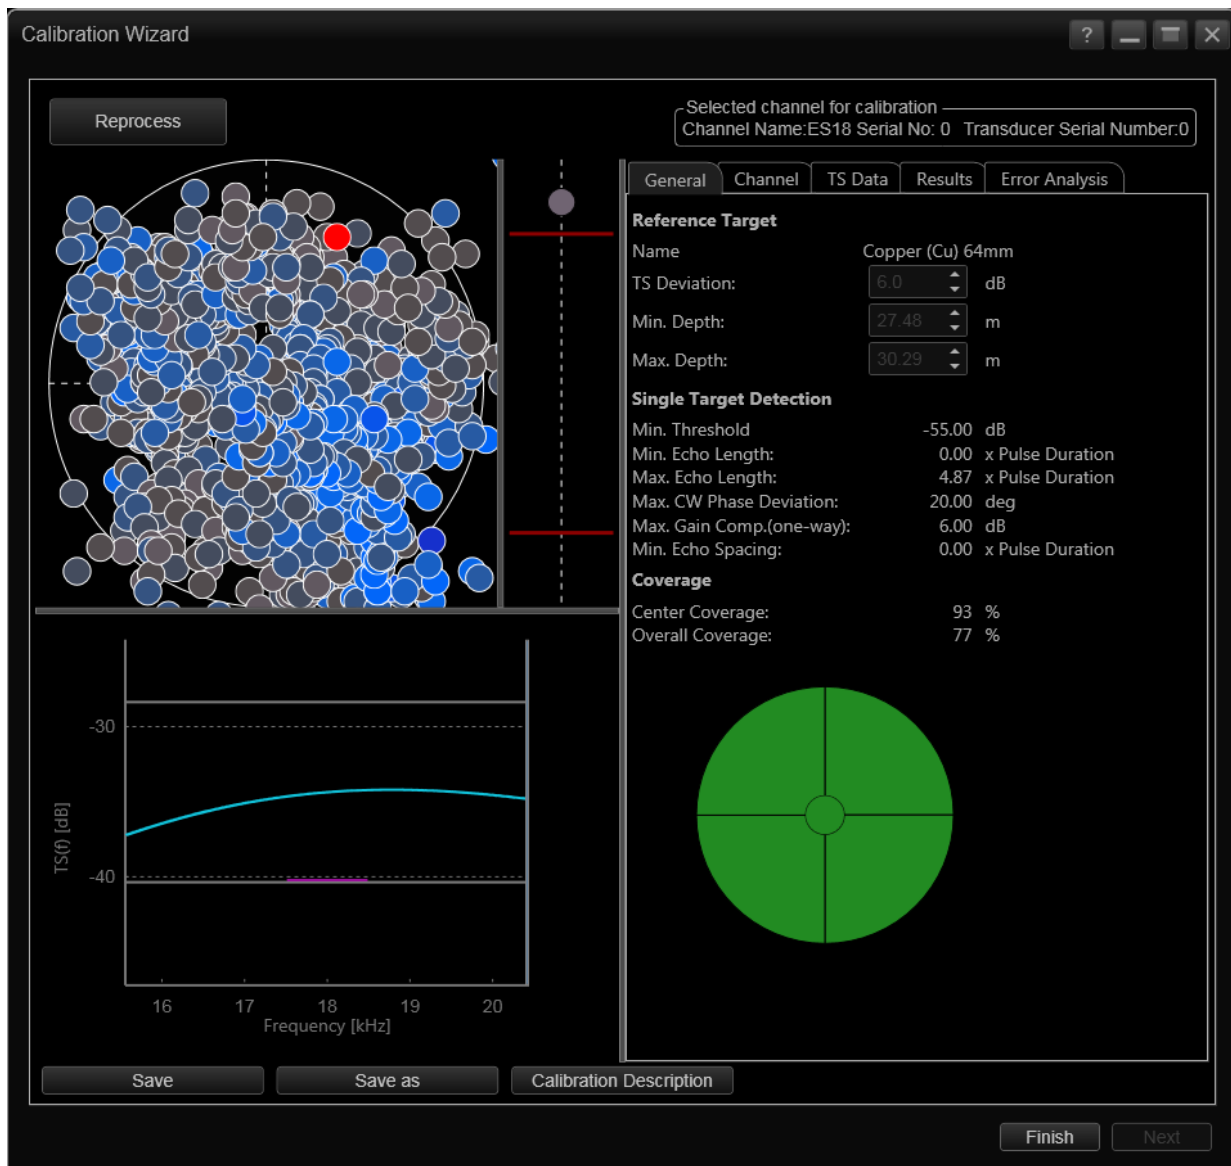 Calibration Wizard
?
Reprocess
Selected channel for calibration
Channel Name:ES18 Serial No: 0 Transducer Serial Number:0
General Channel TS Data Results Error Analysis
Reference Target
Name Copper (Cu) 64mm
TS Deviation: 6.0 dB
Min. Depth: 27.48 m
Max. Depth: 30.29 m
Single Target Detection
Min. Threshold -55.00 dB
Min. Echo Length: 0.00 x Pulse Duration
Max. Echo Length: 4.87 x Pulse Duration
Max. CW Phase Deviation: 20.00 deg
Max. Gain Comp.(one-way): 6.00 dB
Min. Echo Spacing: 0.00 x Pulse Duration
Coverage
Center Coverage: 93 %
Overall Coverage: 77 %
-30
TS(f) [dB]
-40
16 17 18 19 20
Frequency [kHz]
Save Save as Calibration Description
Finish Next